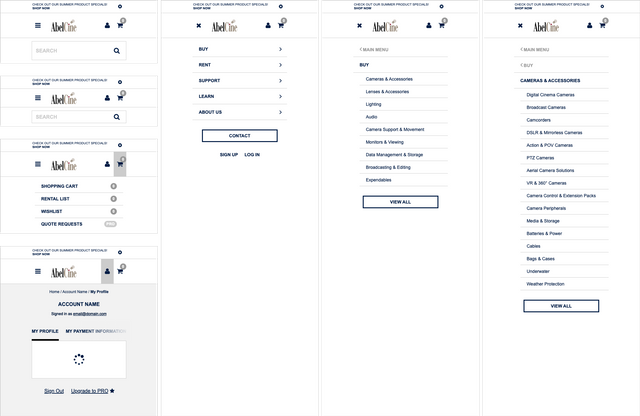 CHECK OUT OUR SUMMER PRODUCT SPECIALS!
SHOP NOW
AbelCine
0
SEARCH
CHECK OUT OUR SUMMER PRODUCT SPECIALS!
SHOP NOW
AbelCine
0
SEARCH
CHECK OUT OUR SUMMER PRODUCT SPECIALS!
SHOP NOW
AbelCine
0
SHOPPING CART 0
RENTAL LIST 0
WISHLIST 0
QUOTE REQUESTS
CHECK OUT OUR SUMMER PRODUCT SPECIALS!
SHOP NOW
AbelCine
0
Home / Account Name / My Profile
ACCOUNT NAME
Signed in as email@domain.com
MY PROFILE MY PAYMENT INFORMATION
Sign Out Upgrade to PRO
CHECK OUT OUR SUMMER PRODUCT SPECIALS!
SHOP NOW
AbelCine
0
BUY
RENT
SUPPORT
LEARN
ABOUT US
CONTACT
SIGN UP LOG IN
CHECK OUT OUR SUMMER PRODUCT SPECIALS!
SHOP NOW
AbelCine
0
MAIN MENU
BUY
Cameras & Accessories
Lenses & Accessories
Lighting
Audio
Camera Support & Movement
Monitors & Viewing
Data Management & Storage
Broadcasting & Editing
Expendables
VIEW ALL
CHECK OUT OUR SUMMER PRODUCT SPECIALS!
SHOP NOW
AbelCine
0
MAIN MENU
BUY
CAMERAS & ACCESSORIES
Digital Cinema Cameras
Broadcast Cameras
Camcorders
DSLR & Mirrorless Cameras
Action & POV Cameras
PTZ Cameras
Aerial Camera Solutions
VR & 360° Cameras
Camera Control & Extension Packs
Camera Peripherals
Media & Storage
Batteries & Power
Cables
Bags & Cases
Underwater
Weather Protection
VIEW ALL